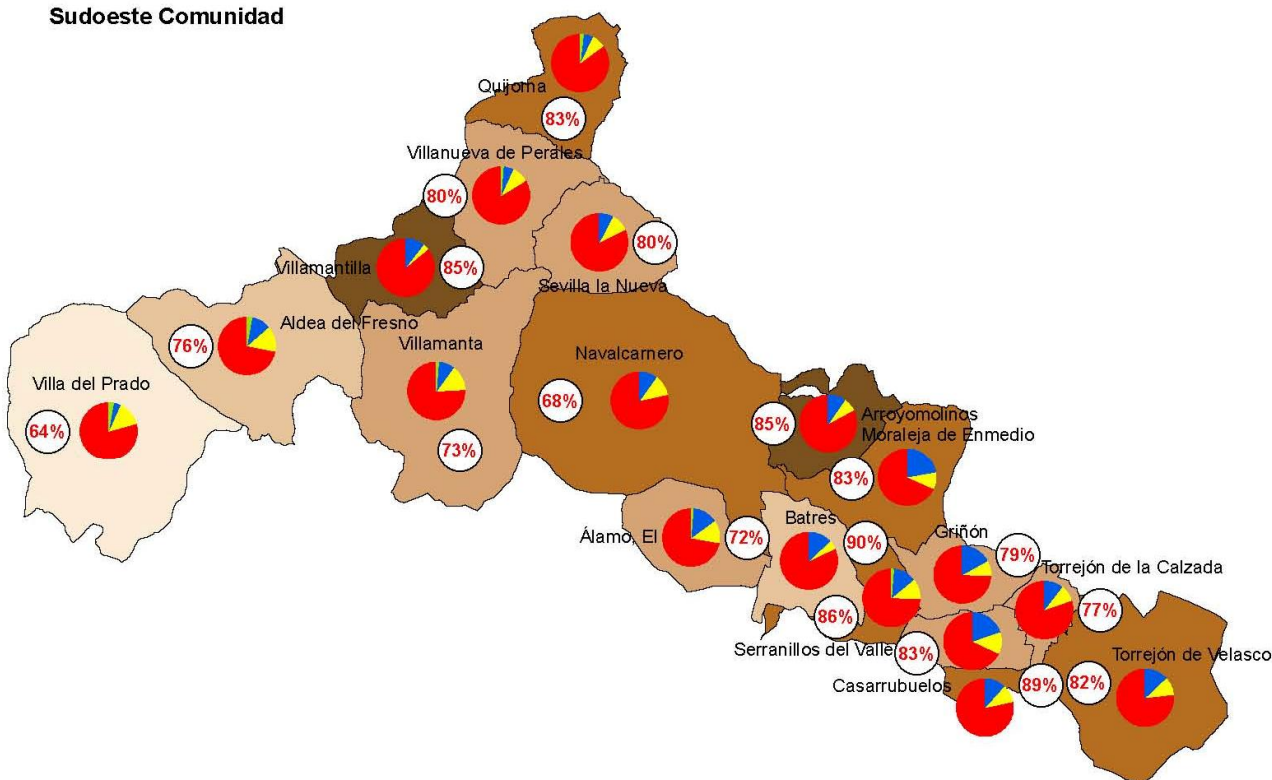 Sudoeste Comunidad
Quijorna
83%
Villanueva de Perales
80%
80%
Villamantilla
85%
Sevilla la Nueva
Aldea del Fresno
76%
Villamanta
Navalcarnero
Villa del Prado
68%
Arroyomolinos
85%
Moraleja de Enmedio
64%
73%
83%
Batres
Álamo, El
72%
90%
Griñón
79%
Torrejón de la Calzada
77%
86%
Serranillos del Valle
83%
Torrejón de Velasco
Casarrubuelos
89%
82%